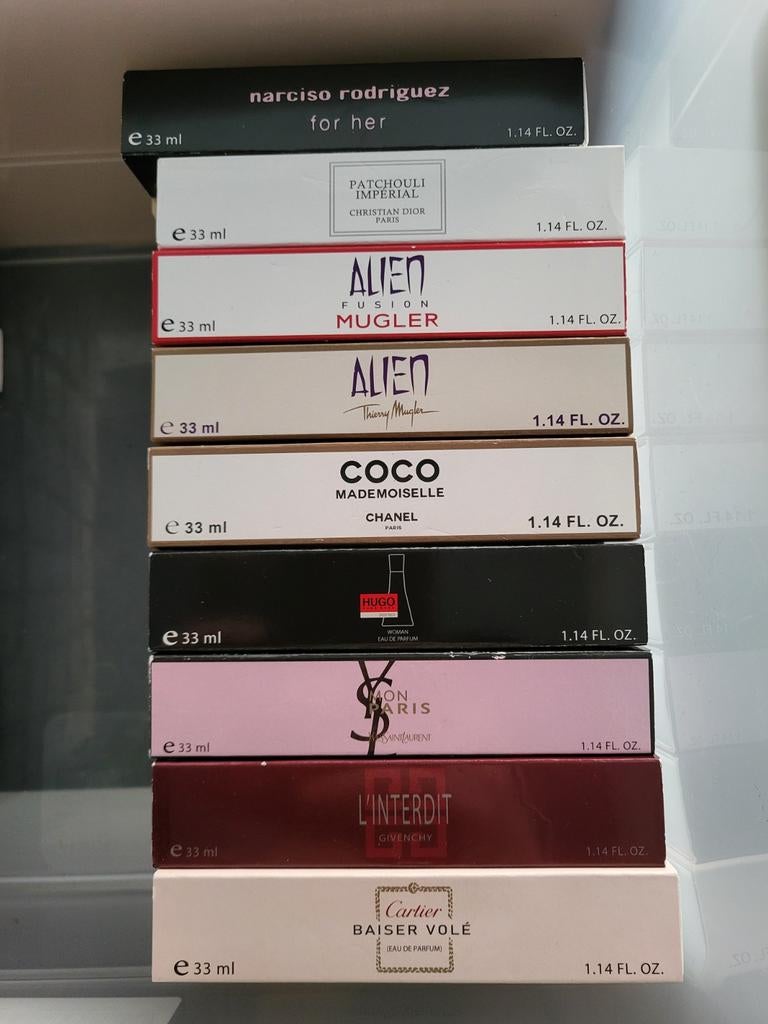 narciso rodriguez
for her
e 33 ml
1.14 FL. OZ.
PATCHOULI
IMPÉRIAL
CHRISTIAN DIOR
PARIS
e 33 ml
1.14 FL. OZ.
ALIEN
FUSION
MUGLER
e 33 ml
1.14 FL. OZ.
ALIEN
Thierry Mugler
e 33 ml
1.14 FL. OZ.
COCO
MADEMOISELLE
CHANEL
PARIS
e 33 ml
1.14 FL. OZ.
HUGO
WOMAN
EAU DE PARFUM
e 33 ml
1.14 FL. OZ.
YSL
MON
PARIS
YVESSAINTLAURENT
e 33 ml
1.14 FL. OZ.
L'INTERDIT
GIVENCHY
e 33 ml
1.14 FL. OZ.
Cartier
BAISER VOLÉ
(EAU DE PARFUM)
e 33 ml
1.14 FL. OZ.